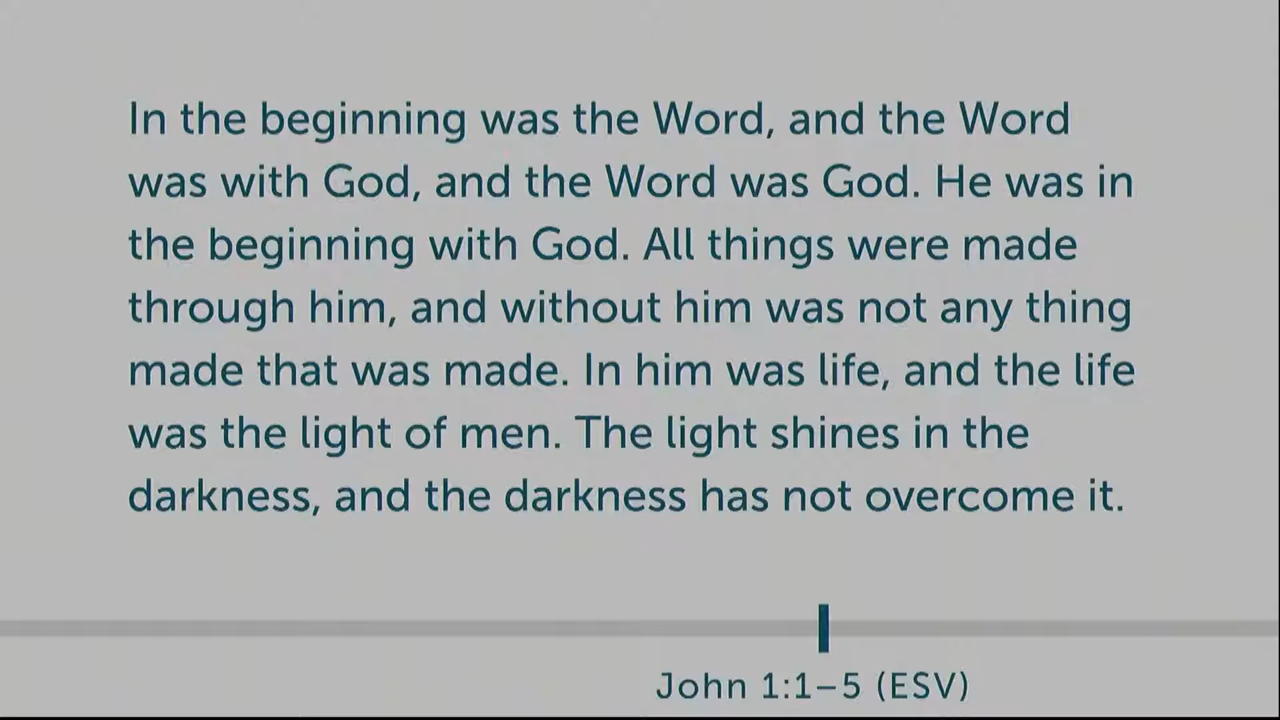 In the beginning was the Word, and the Word
was with God, and the Word was God. He was in
the beginning with God. All things were made
through him, and without him was not any thing
made that was made. In him was life, and the life
was the light of men. The light shines in the
darkness, and the darkness has not overcome it.
John 1:1–5 (ESV)